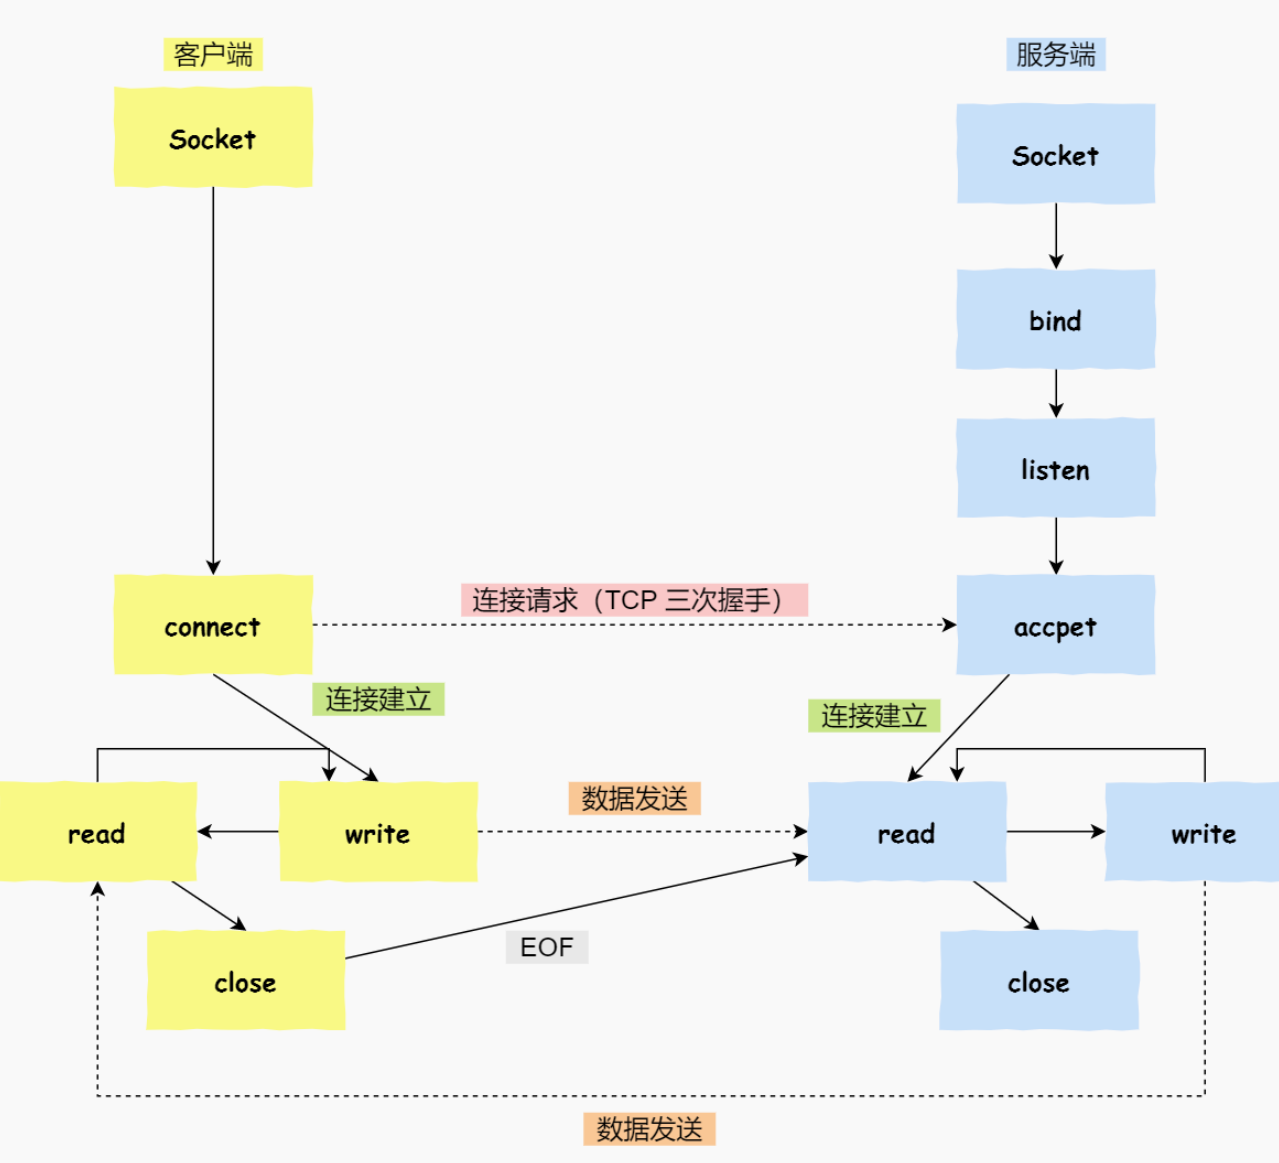 客户端
服务端
Socket
Socket
bind
listen
连接请求（TCP 三次握手）
connect
accpet
连接建立
连接建立
数据发送
read
write
read
write
EOF
close
close
数据发送